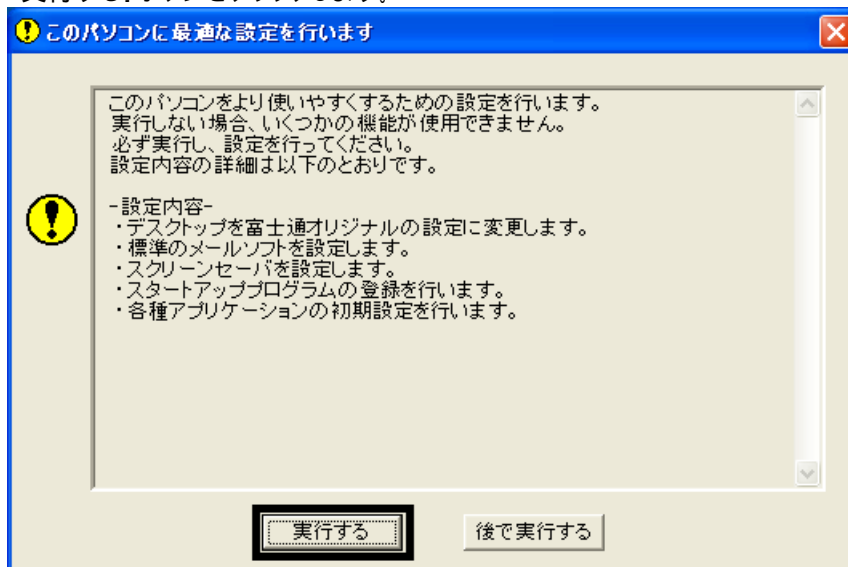 このパソコンに最適な設定を行います
このパソコンをより使いやすくするための設定を行います。
実行しない場合、いくつかの機能が使用できません。
必ず実行し、設定を行ってください。
設定内容の詳細は以下のとおりです。
-設定内容-
・デスクトップを富士通オリジナルの設定に変更します。
・標準のメールソフトを設定します。
・スクリーンセーバを設定します。
・スタートアッププログラムの登録を行います。
・各種アプリケーションの初期設定を行います。
実行する 後で実行する